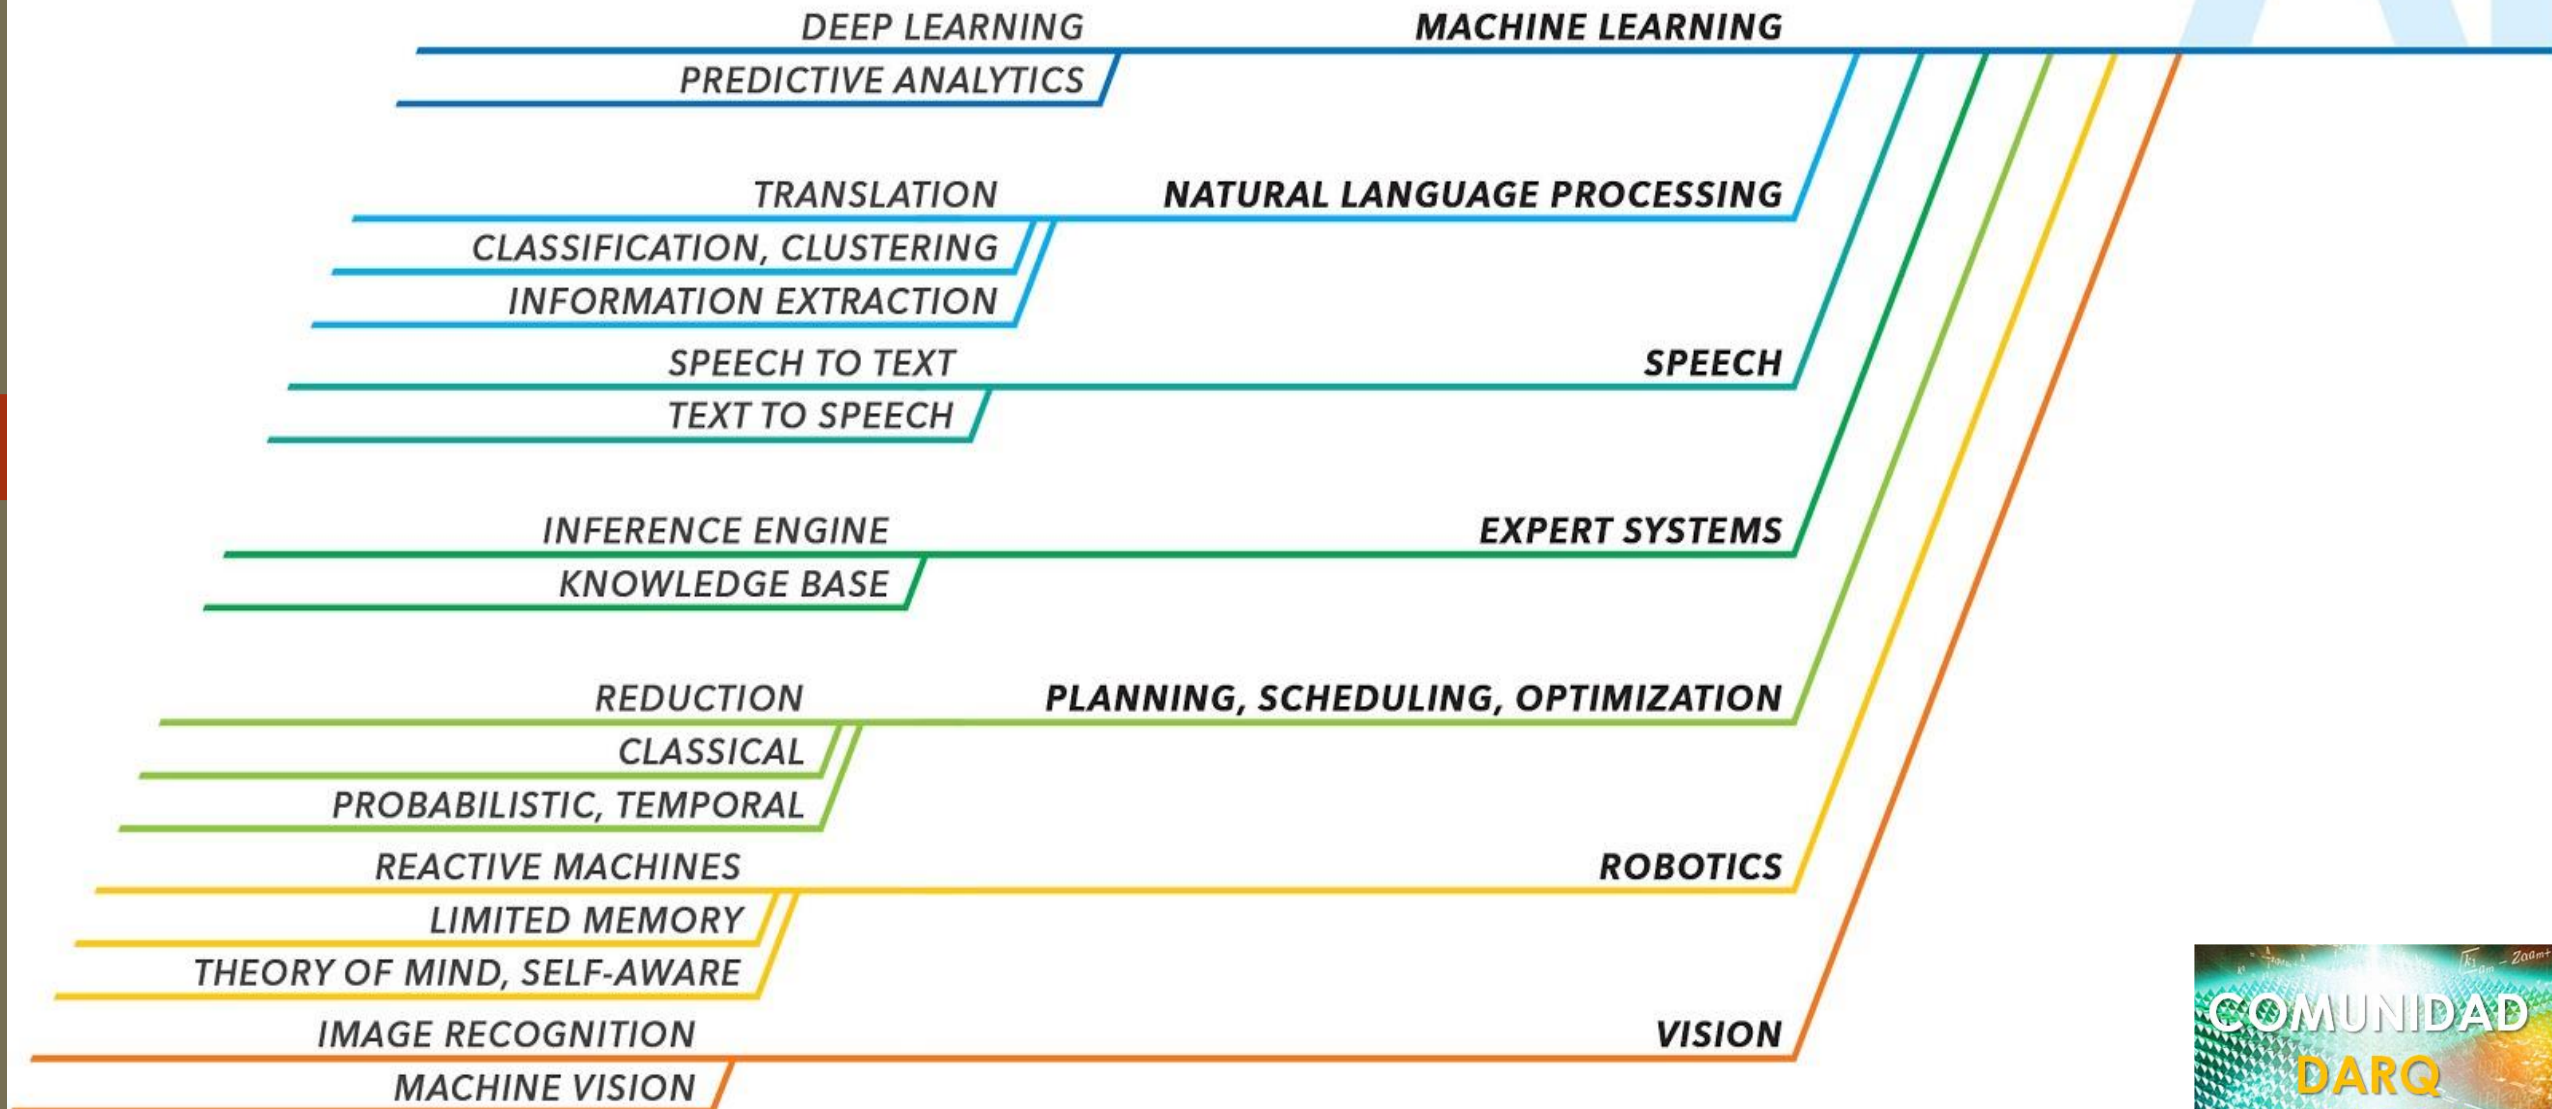 DEEP LEARNING
MACHINE LEARNING
PREDICTIVE ANALYTICS
TRANSLATION
NATURAL LANGUAGE PROCESSING
CLASSIFICATION, CLUSTERING
INFORMATION EXTRACTION
SPEECH TO TEXT
SPEECH
TEXT TO SPEECH
INFERENCE ENGINE
EXPERT SYSTEMS
KNOWLEDGE BASE
REDUCTION
PLANNING, SCHEDULING, OPTIMIZATION
CLASSICAL
PROBABILISTIC, TEMPORAL
REACTIVE MACHINES
ROBOTICS
LIMITED MEMORY
THEORY OF MIND, SELF-AWARE
IMAGE RECOGNITION
VISION
MACHINE VISION
COMUNIDAD
DARQ